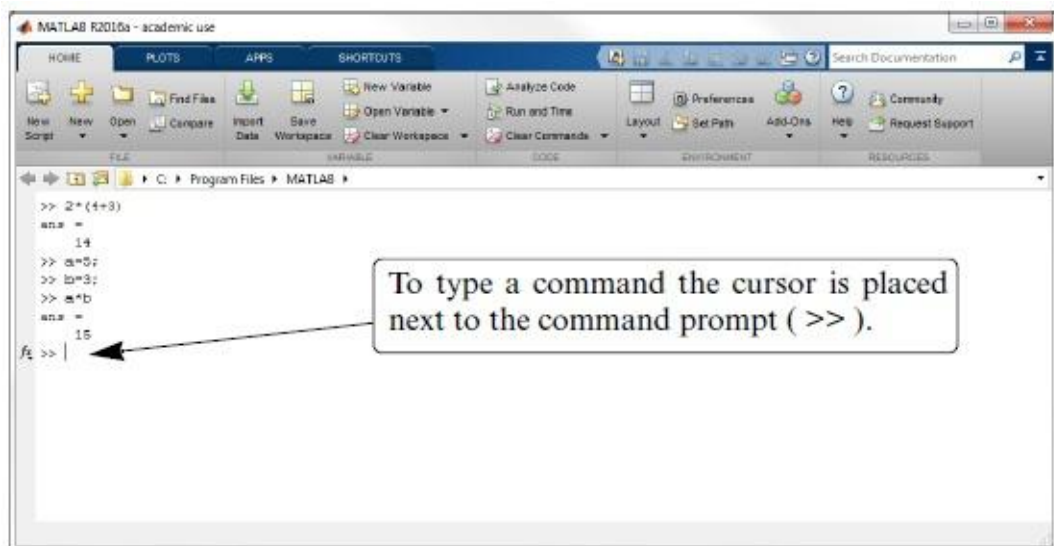 MATLAB R2016a - academic use
HOME PLOTS APPS SHORTCUTS Search Documentation
New Script New Open Find Files Compare Import Data Save Workspace New Variable Open Variable Clear Workspace Analyze Code Run and Time Clear Commands Layout Preferences Set Path Add-Ons Help Community Request Support
FILE VARIABLE CODE ENVIRONMENT RESOURCES
C: Program Files MATLAB
>> 2*(4+3)
ans =
14
>> a=5;
>> b=3;
>> a*b
ans =
15
fx >>
To type a command the cursor is placed
next to the command prompt ( >> ).